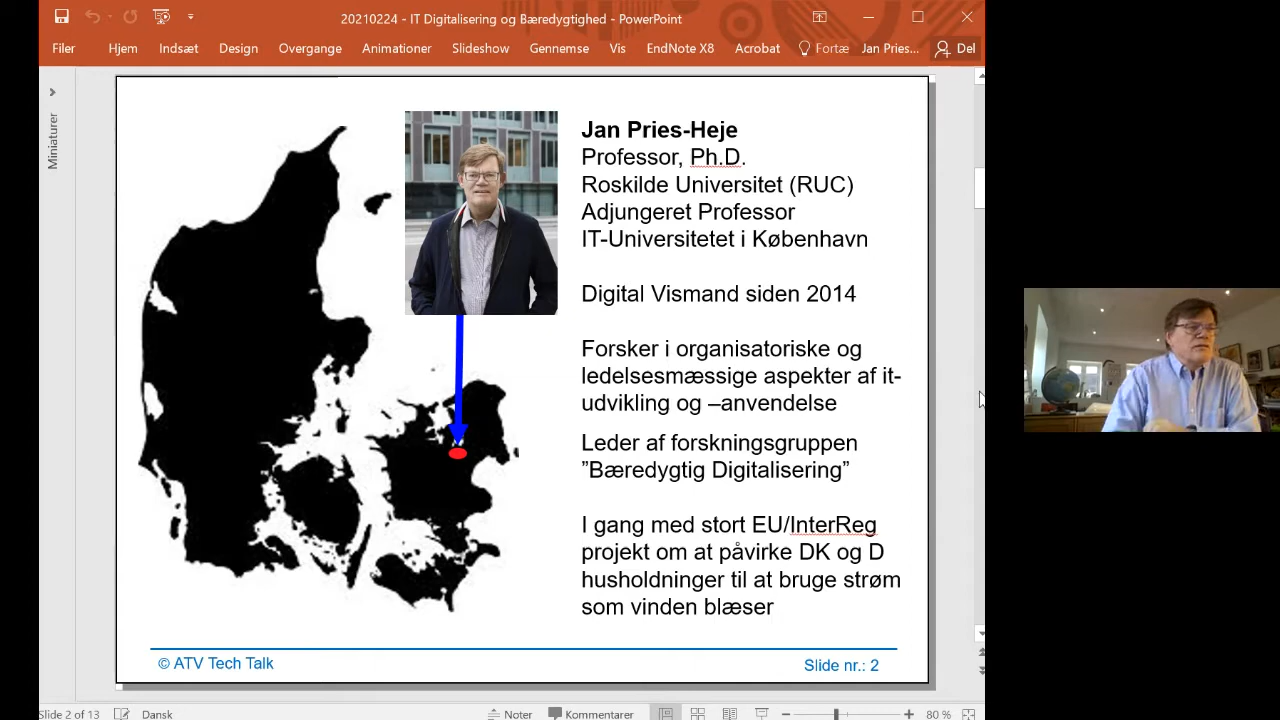 20210224 - IT Digitalisering og Bæredygtighed - PowerPoint
Filer Hjem Indsæt Design Overgange Animationer Slideshow Gennemse Vis EndNote X8 Acrobat Fortæ Jan Pries... Del
Miniaturer
Jan Pries-Heje
Professor, Ph.D.
Roskilde Universitet (RUC)
Adjungeret Professor
IT-Universitetet i København
Digital Vismand siden 2014
Forsker i organisatoriske og
ledelsesmæssige aspekter af it-
udvikling og –anvendelse
Leder af forskningsgruppen
”Bæredygtig Digitalisering”
I gang med stort EU/InterReg
projekt om at påvirke DK og D
husholdninger til at bruge strøm
som vinden blæser
© ATV Tech Talk
Slide nr.: 2
Slide 2 of 13 Dansk Noter Kommentarer 80 %